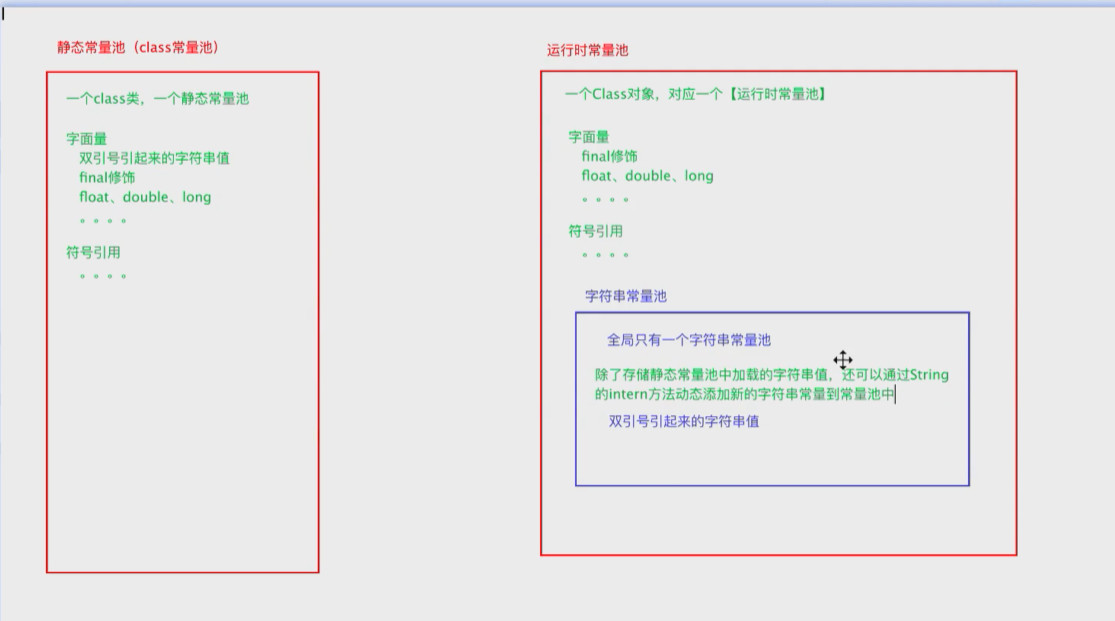 静态常量池（class常量池）
一个class类，一个静态常量池
字面量
双引号引起来的字符串值
final修饰
float、double、long
。。。。
符号引用
。。。。
运行时常量池
一个Class对象，对应一个【运行时常量池】
字面量
final修饰
float、double、long
。。。。
符号引用
。。。。
字符串常量池
全局只有一个字符串常量池
除了存储静态常量池中加载的字符串值，还可以通过String
的intern方法动态添加新的字符串常量到常量池中
双引号引起来的字符串值